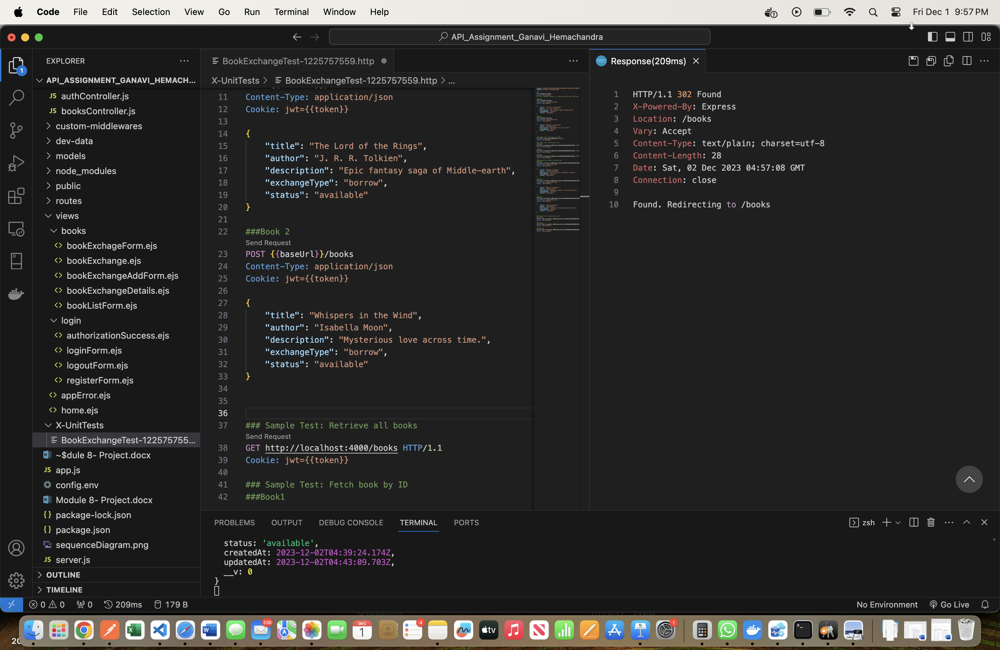 Code File Edit Selection View Go Run Terminal Window Help Fri Dec 1 9:57 PM
API_Assignment_Ganavi_Hemachandra
EXPLORER
1
API_ASSIGNMENT_GANAVI_HEMACH...
JS authController.js
JS booksController.js
custom-middlewares
dev-data
models
node_modules
public
routes
views
books
bookExchageForm.ejs
bookExchange.ejs
bookExchangeAddForm.ejs
bookExchangeDetails.ejs
bookListForm.ejs
login
authorizationSuccess.ejs
loginForm.ejs
logoutForm.ejs
registerForm.ejs
appError.ejs
home.ejs
X-UnitTests
BookExchangeTest-122575755...
~$dule 8- Project.docx
JS app.js
config.env
Module 8- Project.docx
{} package-lock.json
{} package.json
sequenceDiagram.png
JS server.js
OUTLINE
TIMELINE
BookExchangeTest-1225757559.http
X-UnitTests > BookExchangeTest-1225757559.http > ...
11 Content-Type: application/json
12 Cookie: jwt={{token}}
13
14 {
15 "title": "The Lord of the Rings",
16 "author": "J. R. R. Tolkien",
17 "description": "Epic fantasy saga of Middle-earth",
18 "exchangeType": "borrow",
19 "status": "available"
20 }
21
22 ###Book 2
Send Request
23 POST {{baseUrl}}/books
24 Content-Type: application/json
25 Cookie: jwt={{token}}
26
27 {
28 "title": "Whispers in the Wind",
29 "author": "Isabella Moon",
30 "description": "Mysterious love across time.",
31 "exchangeType": "borrow",
32 "status": "available"
33 }
34
35
36
37 ### Sample Test: Retrieve all books
Send Request
38 GET http://localhost:4000/books HTTP/1.1
39 Cookie: jwt={{token}}
40
41 ### Sample Test: Fetch book by ID
42 ###Book1
Response(209ms)
1 HTTP/1.1 302 Found
2 X-Powered-By: Express
3 Location: /books
4 Vary: Accept
5 Content-Type: text/plain; charset=utf-8
6 Content-Length: 28
7 Date: Sat, 02 Dec 2023 04:57:08 GMT
8 Connection: close
9
10 Found. Redirecting to /books
PROBLEMS OUTPUT DEBUG CONSOLE TERMINAL PORTS
zsh
status: 'available',
createdAt: 2023-12-02T04:39:24.174Z,
updatedAt: 2023-12-02T04:43:09.703Z,
__v: 0
}
0 0 0 209ms 179 B No Environment Go Live
336
DEC
1
4
tv
1
20